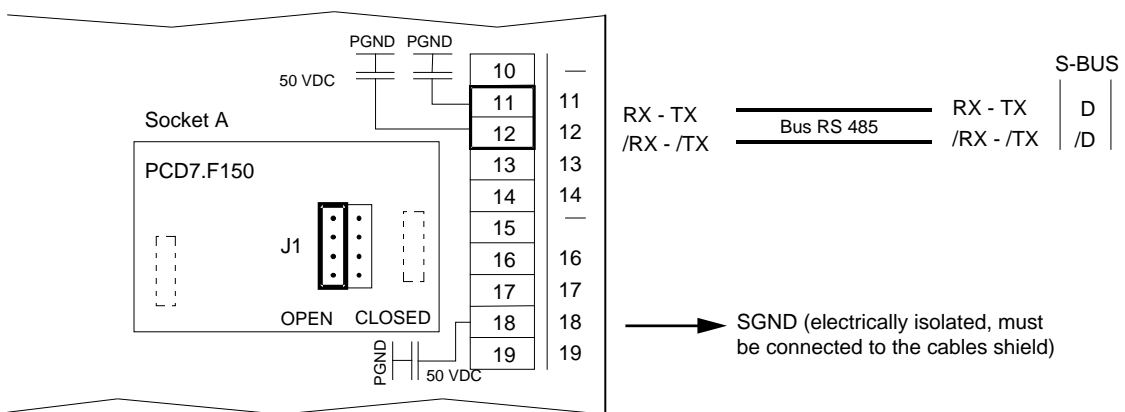 PGND PGND
50 VDC
10 —
11 11
12 12
13 13
14 14
15 —
16 16
17 17
18 18
19 19
Socket A
PCD7.F150
J1
OPEN CLOSED
PGND
50 VDC
S-BUS
RX - TX RX - TX D
Bus RS 485
/RX - /TX /RX - /TX /D
SGND (electrically isolated, must
be connected to the cables shield)